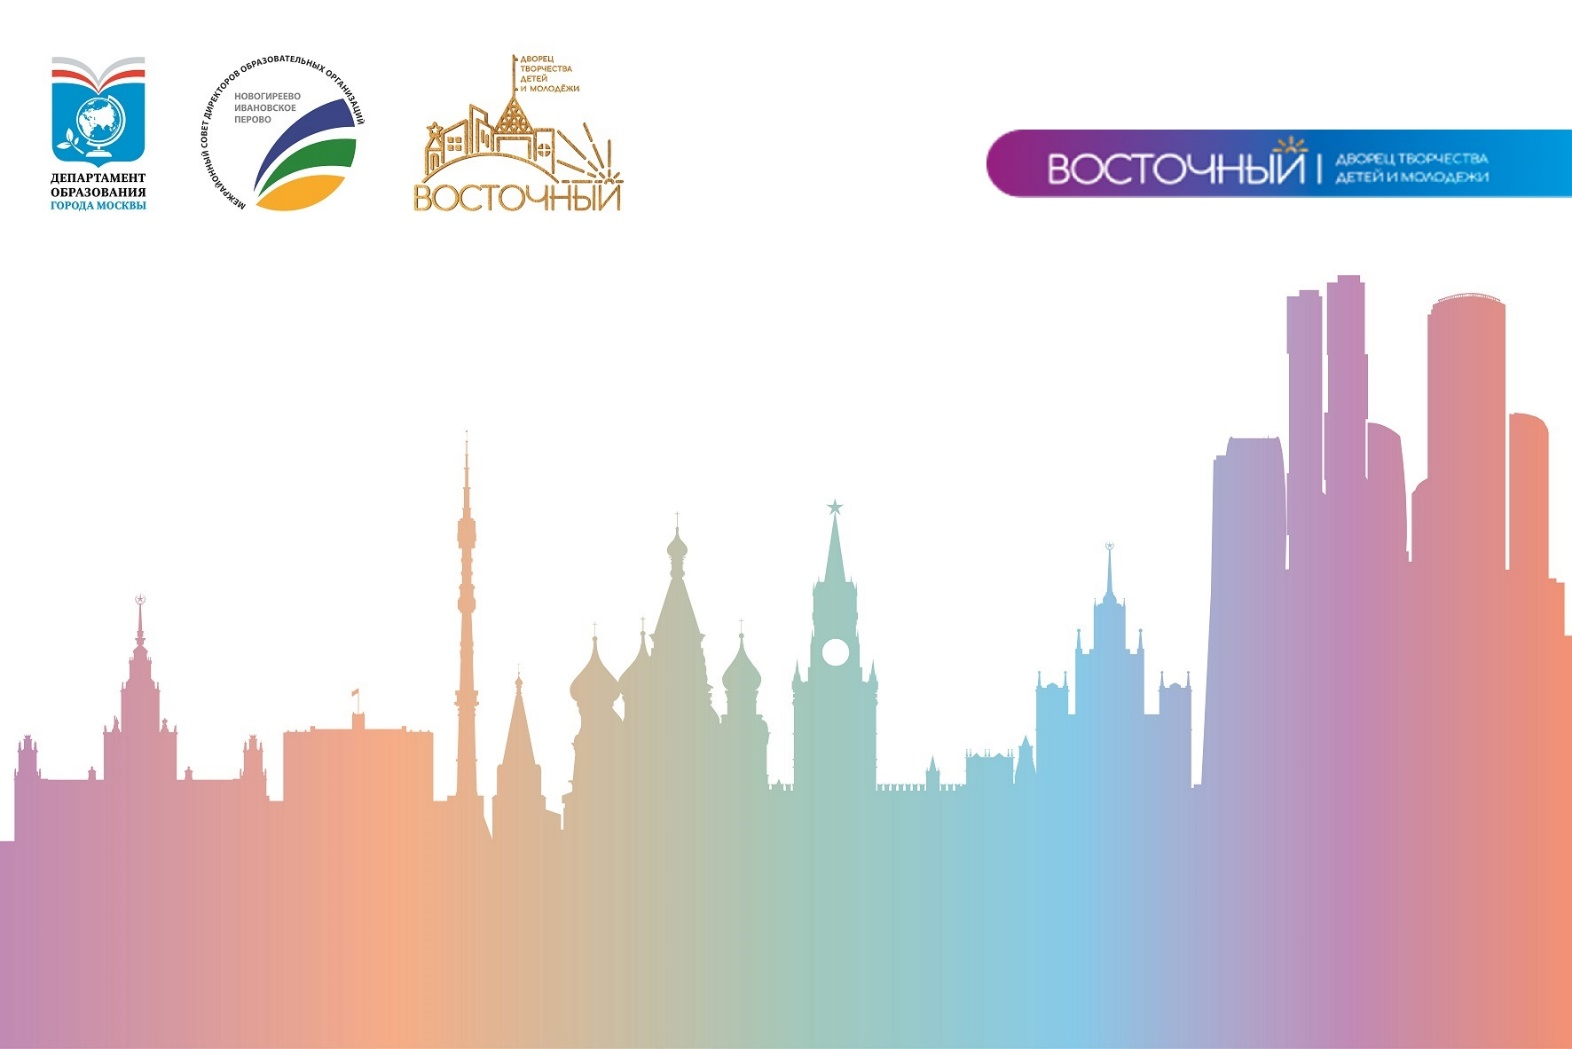 ДЕПАРТАМЕНТ
ОБРАЗОВАНИЯ
ГОРОДА МОСКВЫ
МЕЖРАЙОННЫЙ СОВЕТ ДИРЕКТОРОВ ОБРАЗОВАТЕЛЬНЫХ ОРГАНИЗАЦИЙ
НОВОГИРЕЕВО
ИВАНОВСКОЕ
ПЕРОВО
ДВОРЕЦ
ТВОРЧЕСТВА
ДЕТЕЙ
И МОЛОДЁЖИ
ВОСТОЧНЫЙ
ВОСТОЧНЫЙ |
ДВОРЕЦ ТВОРЧЕСТВА
ДЕТЕЙ И МОЛОДЕЖИ